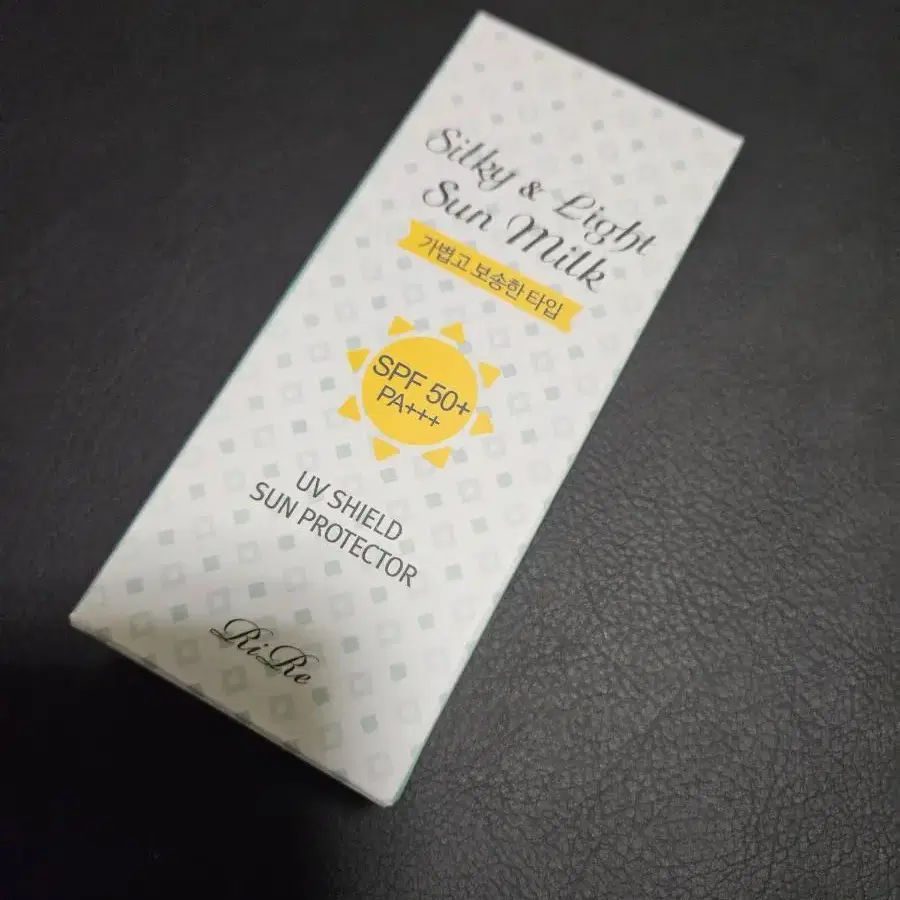 Silky & Light
Sun Milk
가볍고 보송한 타입
SPF 50+
PA+++
UV SHIELD
SUN PROTECTOR
RiRe